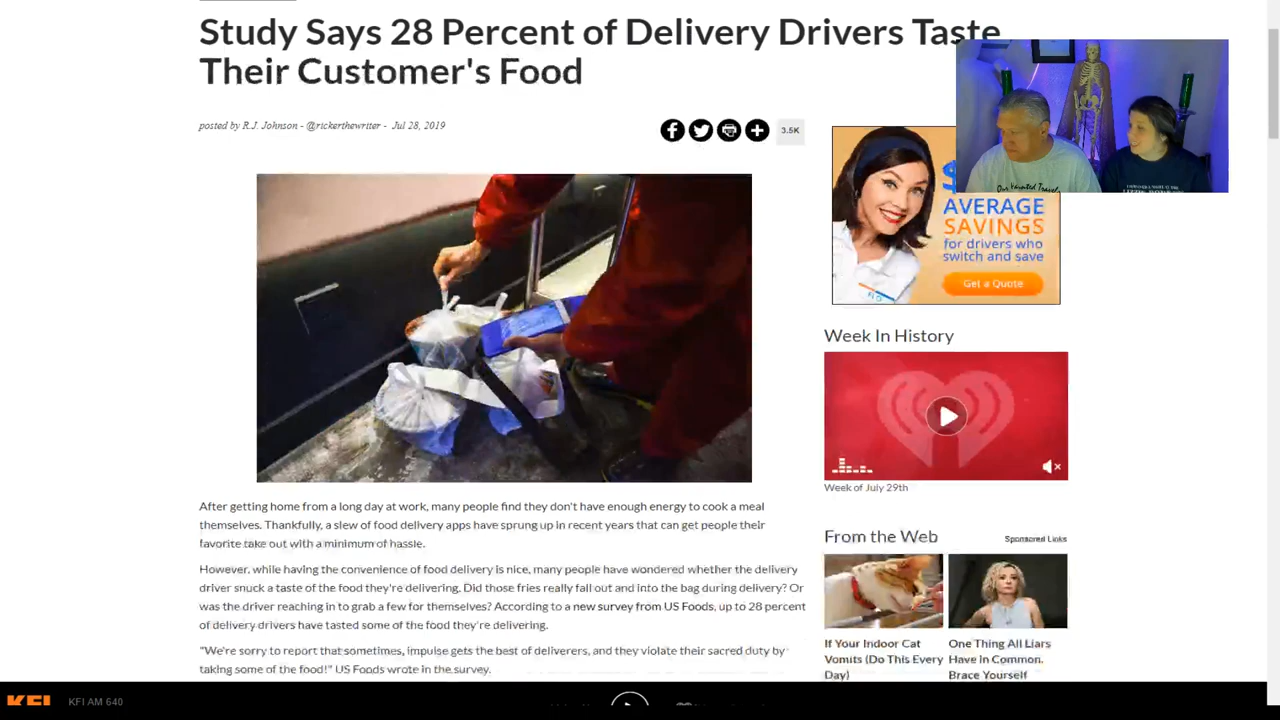 Study Says 28 Percent of Delivery Drivers Taste
Their Customer's Food
posted by R.J. Johnson - @rickerthewriter - Jul 28, 2019
3.5K
Our Haunted Travels
AVERAGE
SAVINGS
for drivers who
switch and save
Get a Quote
Week In History
Week of July 29th
After getting home from a long day at work, many people find they don't have enough energy to cook a meal
themselves. Thankfully, a slew of food delivery apps have sprung up in recent years that can get people their
favorite take out with a minimum of hassle.
However, while having the convenience of food delivery is nice, many people have wondered whether the delivery
driver snuck a taste of the food they're delivering. Did those fries really fall out and into the bag during delivery? Or
was the driver reaching in to grab a few for themselves? According to a new survey from US Foods, up to 28 percent
of delivery drivers have tasted some of the food they're delivering.
"We're sorry to report that sometimes, impulse gets the best of deliverers, and they violate their sacred duty by
taking some of the food!" US Foods wrote in the survey.
From the Web
Sponsored Links
If Your Indoor Cat
Vomits (Do This Every
Day)
One Thing All Liars
Have In Common.
Brace Yourself
KFI
KFI AM 640